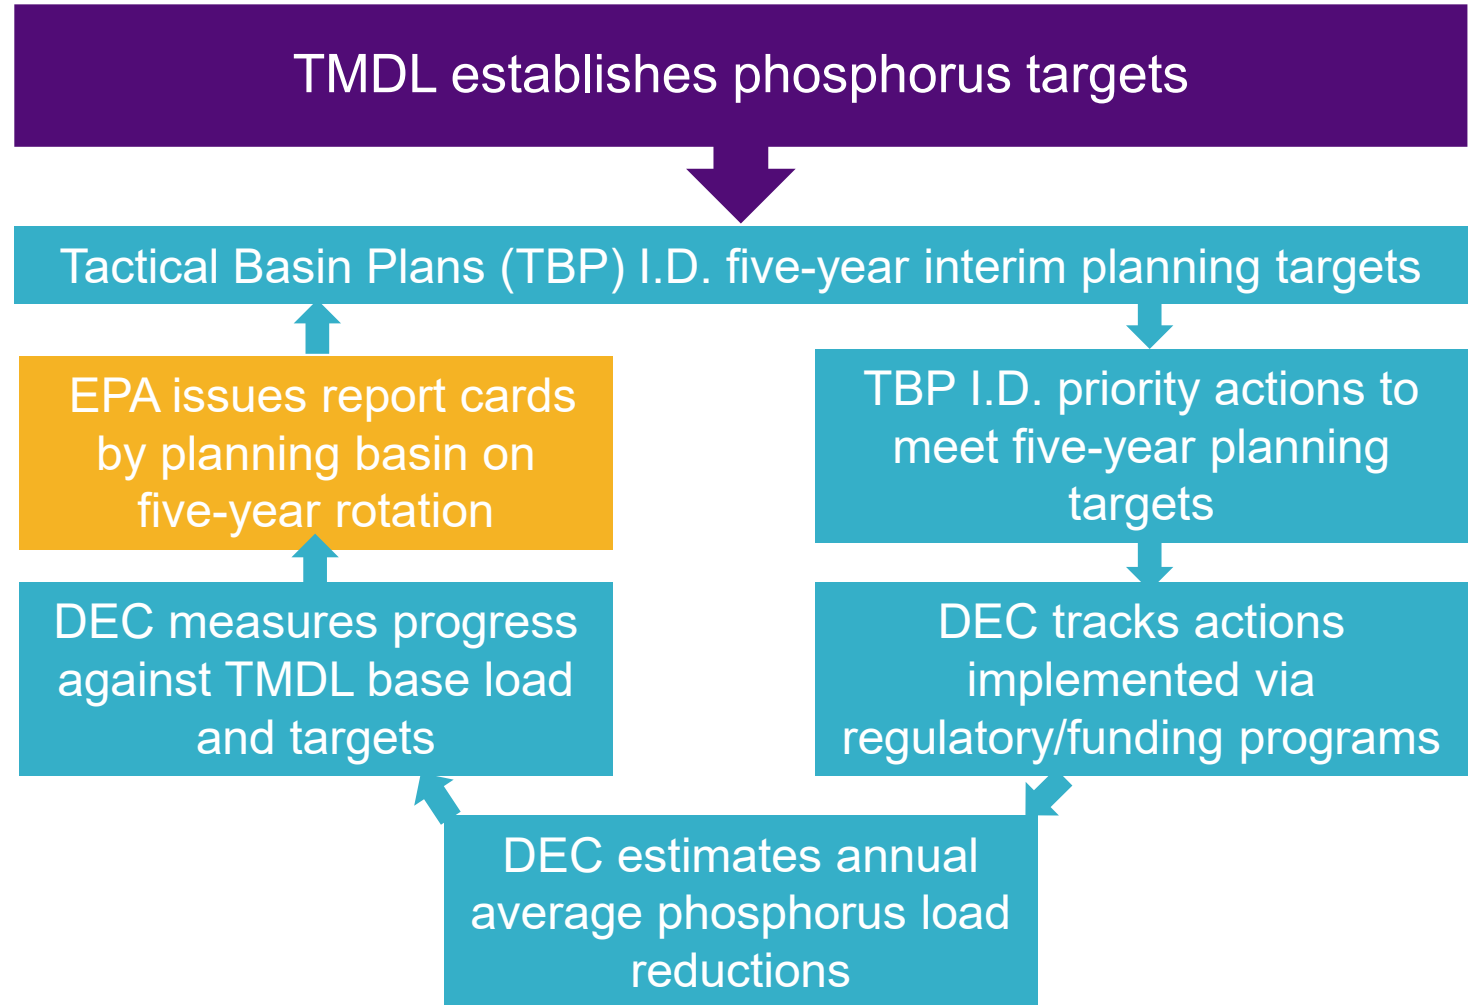 TMDL establishes phosphorus targets
Tactical Basin Plans (TBP) I.D. five-year interim planning targets
EPA issues report cards
by planning basin on
five-year rotation
TBP I.D. priority actions to
meet five-year planning
targets
DEC measures progress
against TMDL base load
and targets
DEC tracks actions
implemented via
regulatory/funding programs
DEC estimates annual
average phosphorus load
reductions